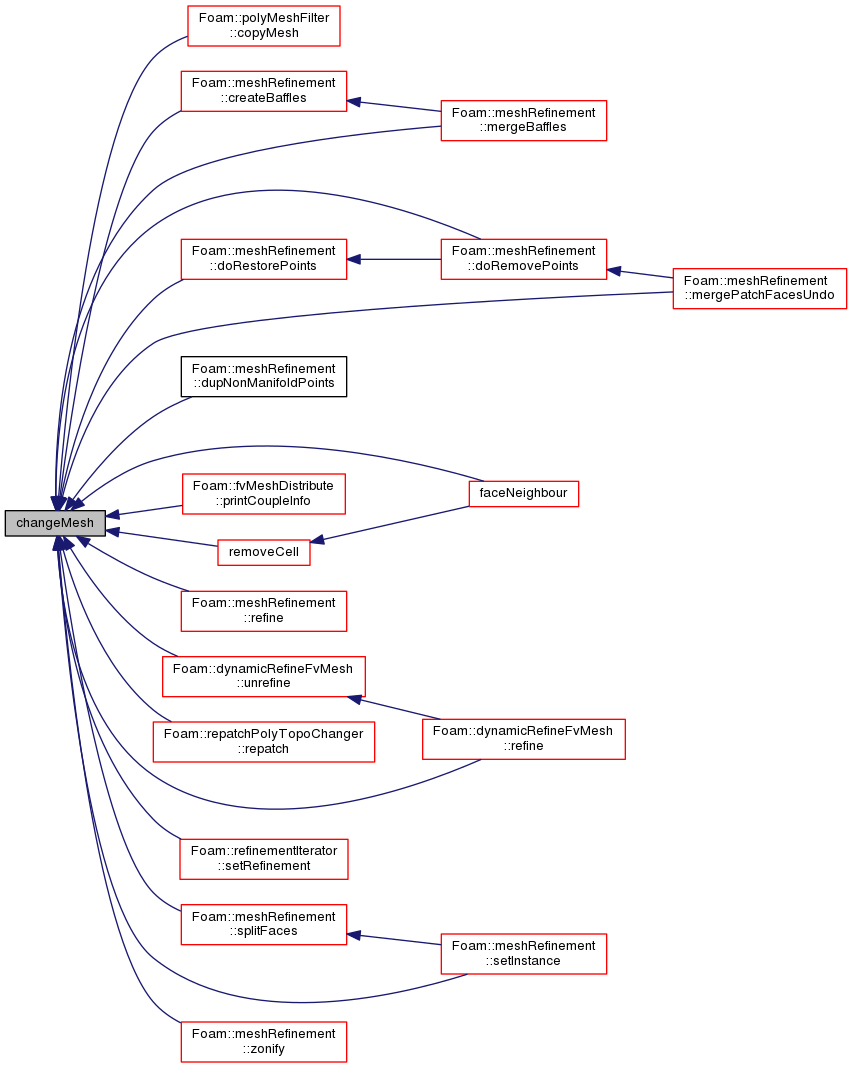 Foam::polyMeshFilter
::copyMesh
Foam::meshRefinement
::createBaffles
Foam::meshRefinement
::mergeBaffles
Foam::meshRefinement
::doRestorePoints
Foam::meshRefinement
::doRemovePoints
Foam::meshRefinement
::mergePatchFacesUndo
Foam::meshRefinement
::dupNonManifoldPoints
Foam::fvMeshDistribute
::printCoupleInfo
faceNeighbour
changeMesh
removeCell
Foam::meshRefinement
::refine
Foam::dynamicRefineFvMesh
::unrefine
Foam::repatchPolyTopoChanger
::repatch
Foam::dynamicRefineFvMesh
::refine
Foam::refinementIterator
::setRefinement
Foam::meshRefinement
::splitFaces
Foam::meshRefinement
::setInstance
Foam::meshRefinement
::zonify